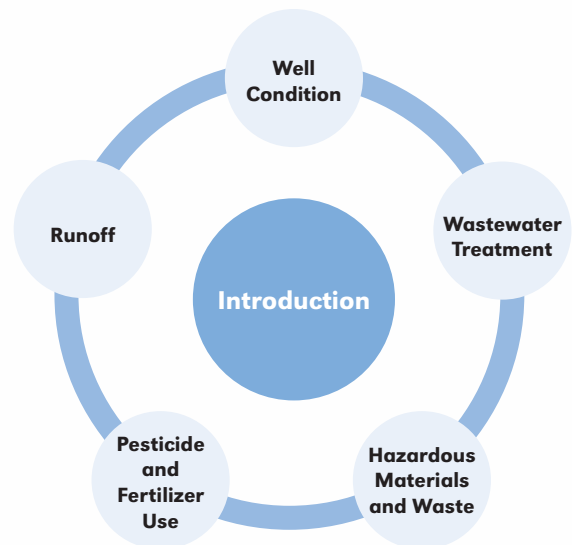 Well
Condition
Wastewater
Treatment
Runoff
Introduction
Pesticide
and
Fertilizer
Use
Hazardous
Materials
and Waste